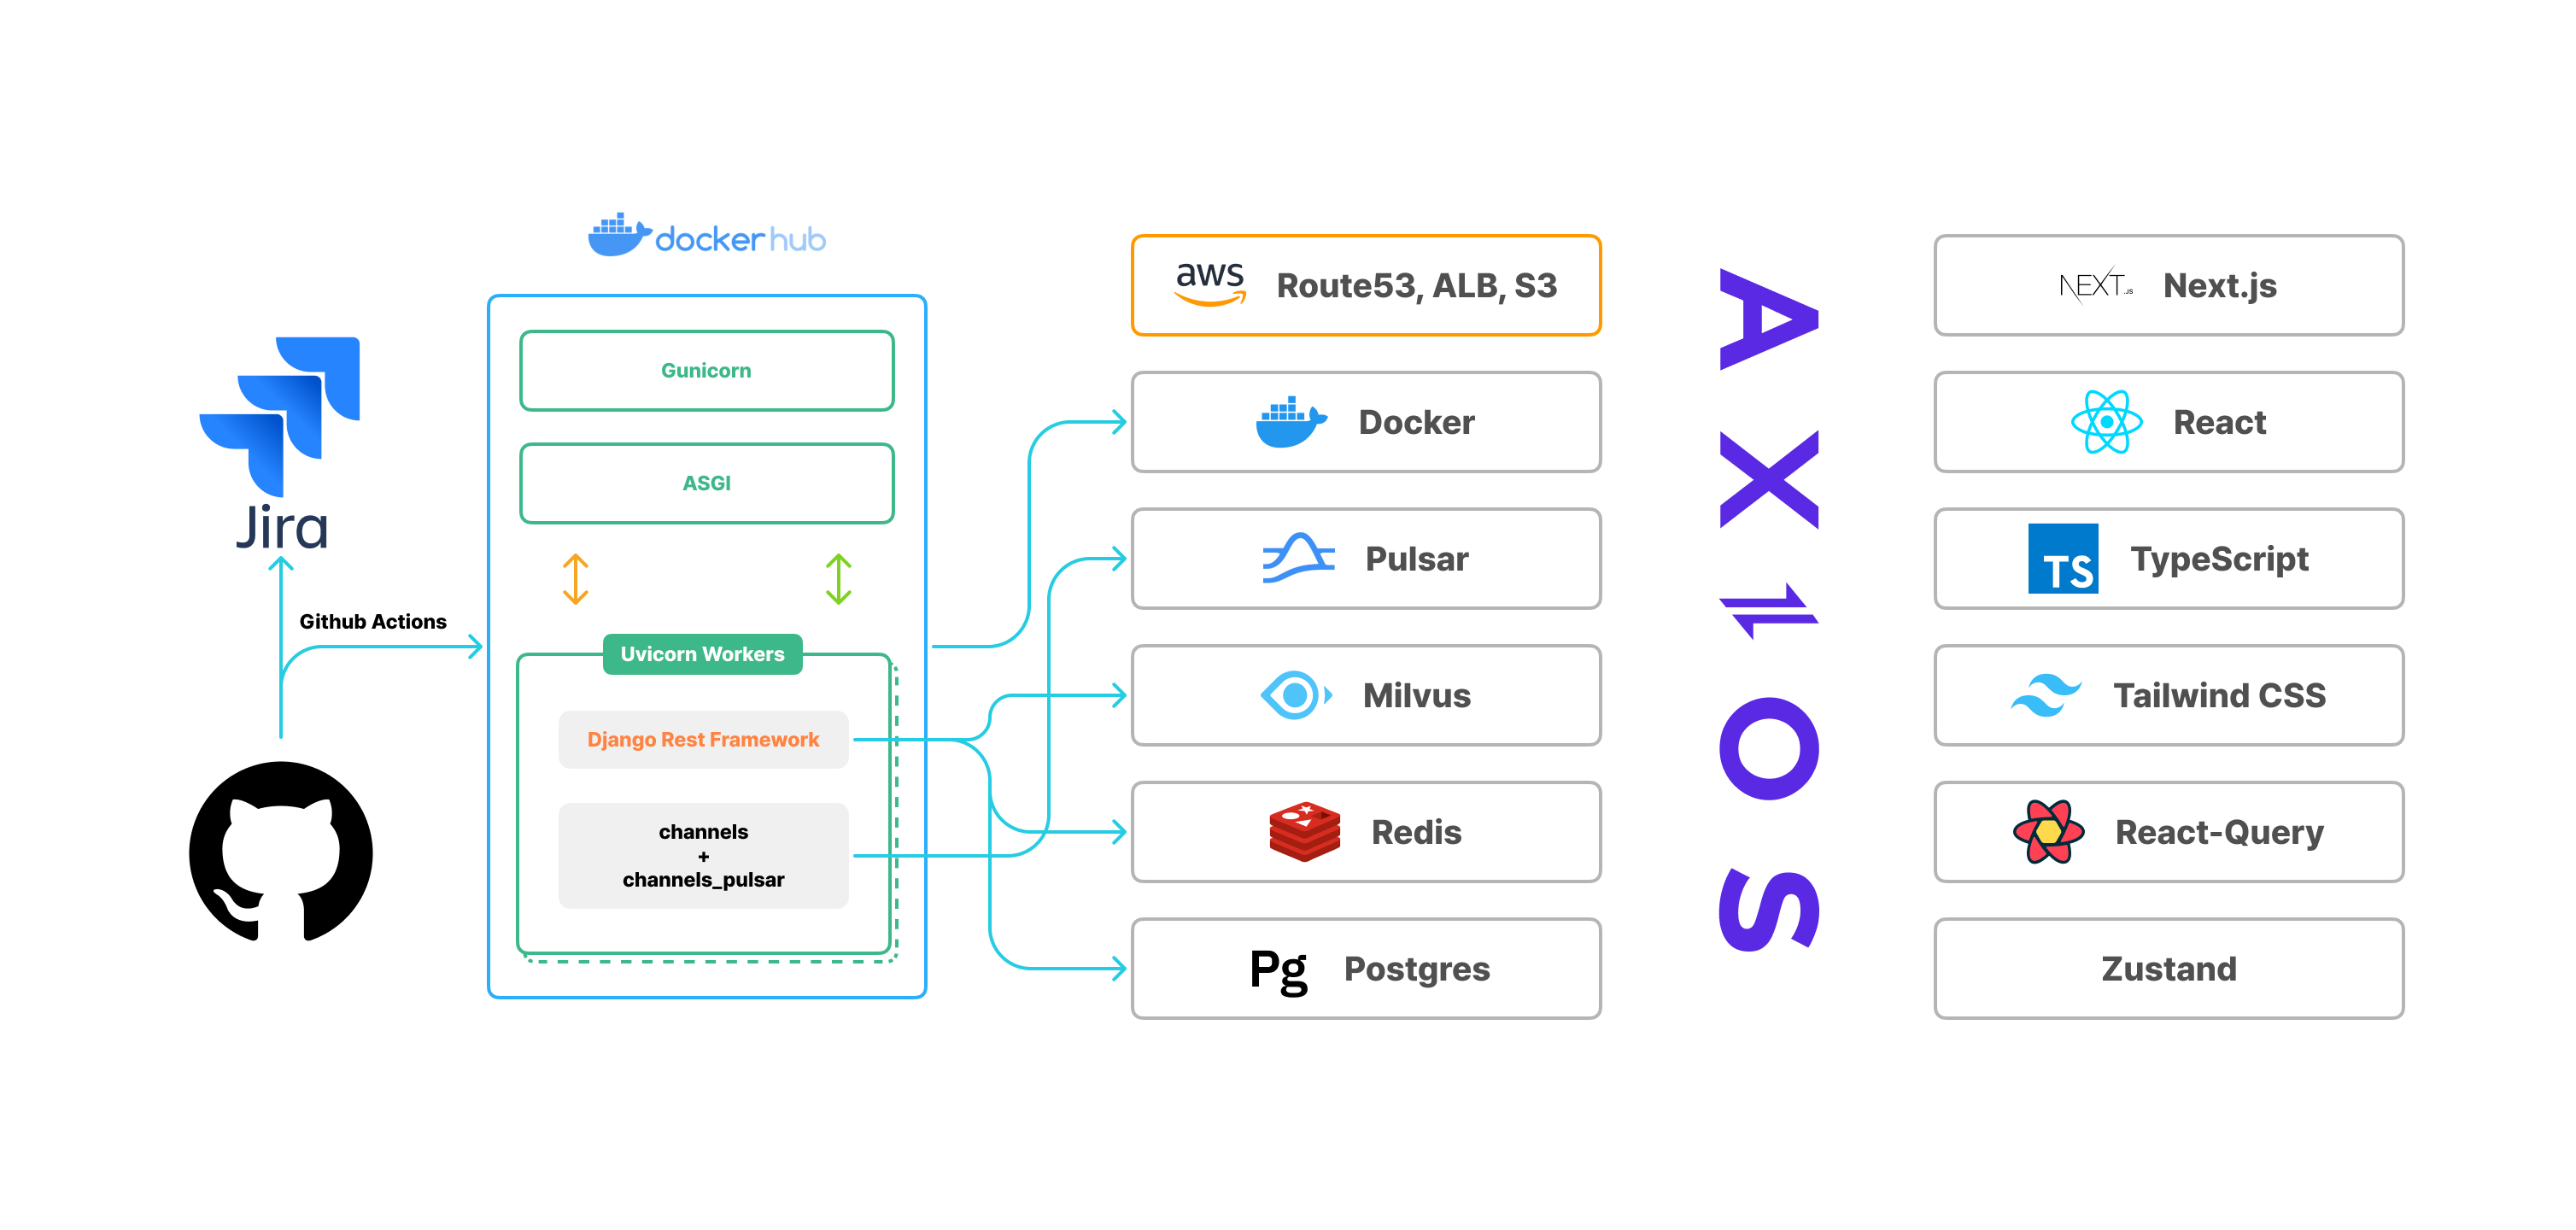 Jira
Github Actions
docker hub
Gunicorn
ASGI
Uvicorn Workers
Django Rest Framework
channels
+
channels_pulsar
aws Route53, ALB, S3
Docker
Pulsar
Milvus
Redis
Pg Postgres
AXIOS
NEXT.JS Next.js
React
TS TypeScript
Tailwind CSS
React-Query
Zustand